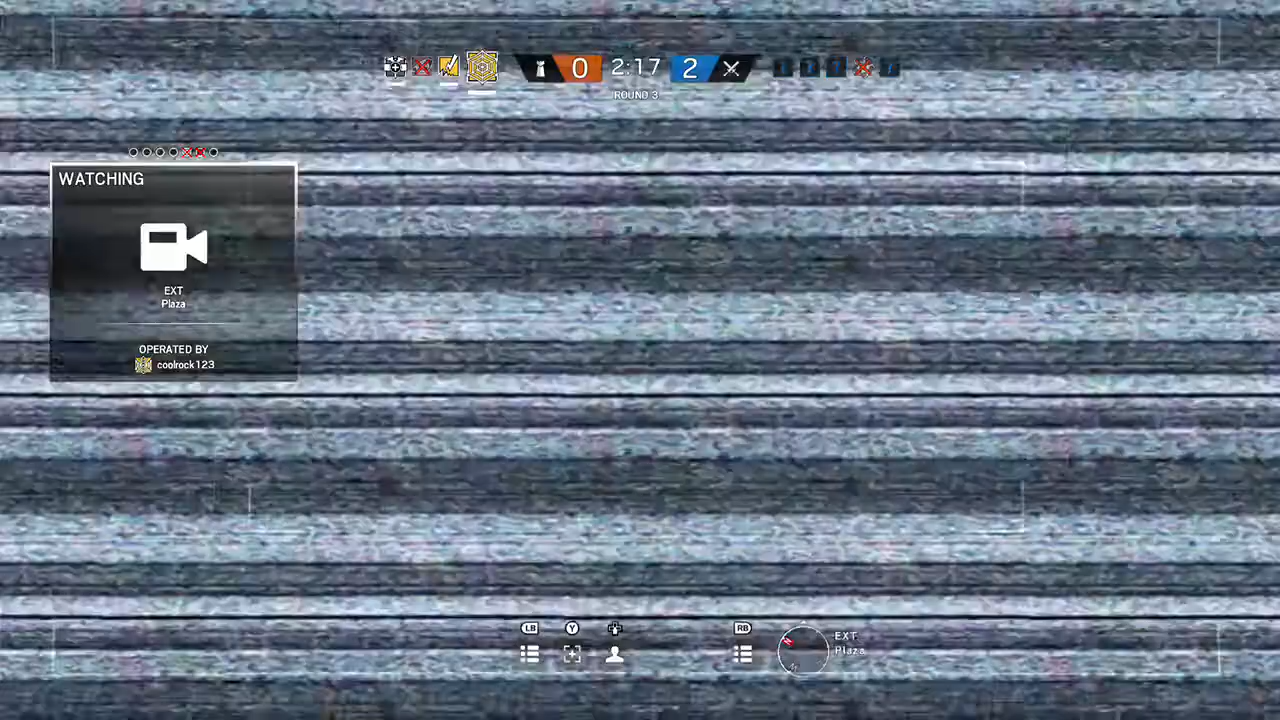 0 2:17 2
ROUND 3
WATCHING
EXT
Plaza
OPERATED BY
coolrock123
LB Y RB
EXT
Plaza